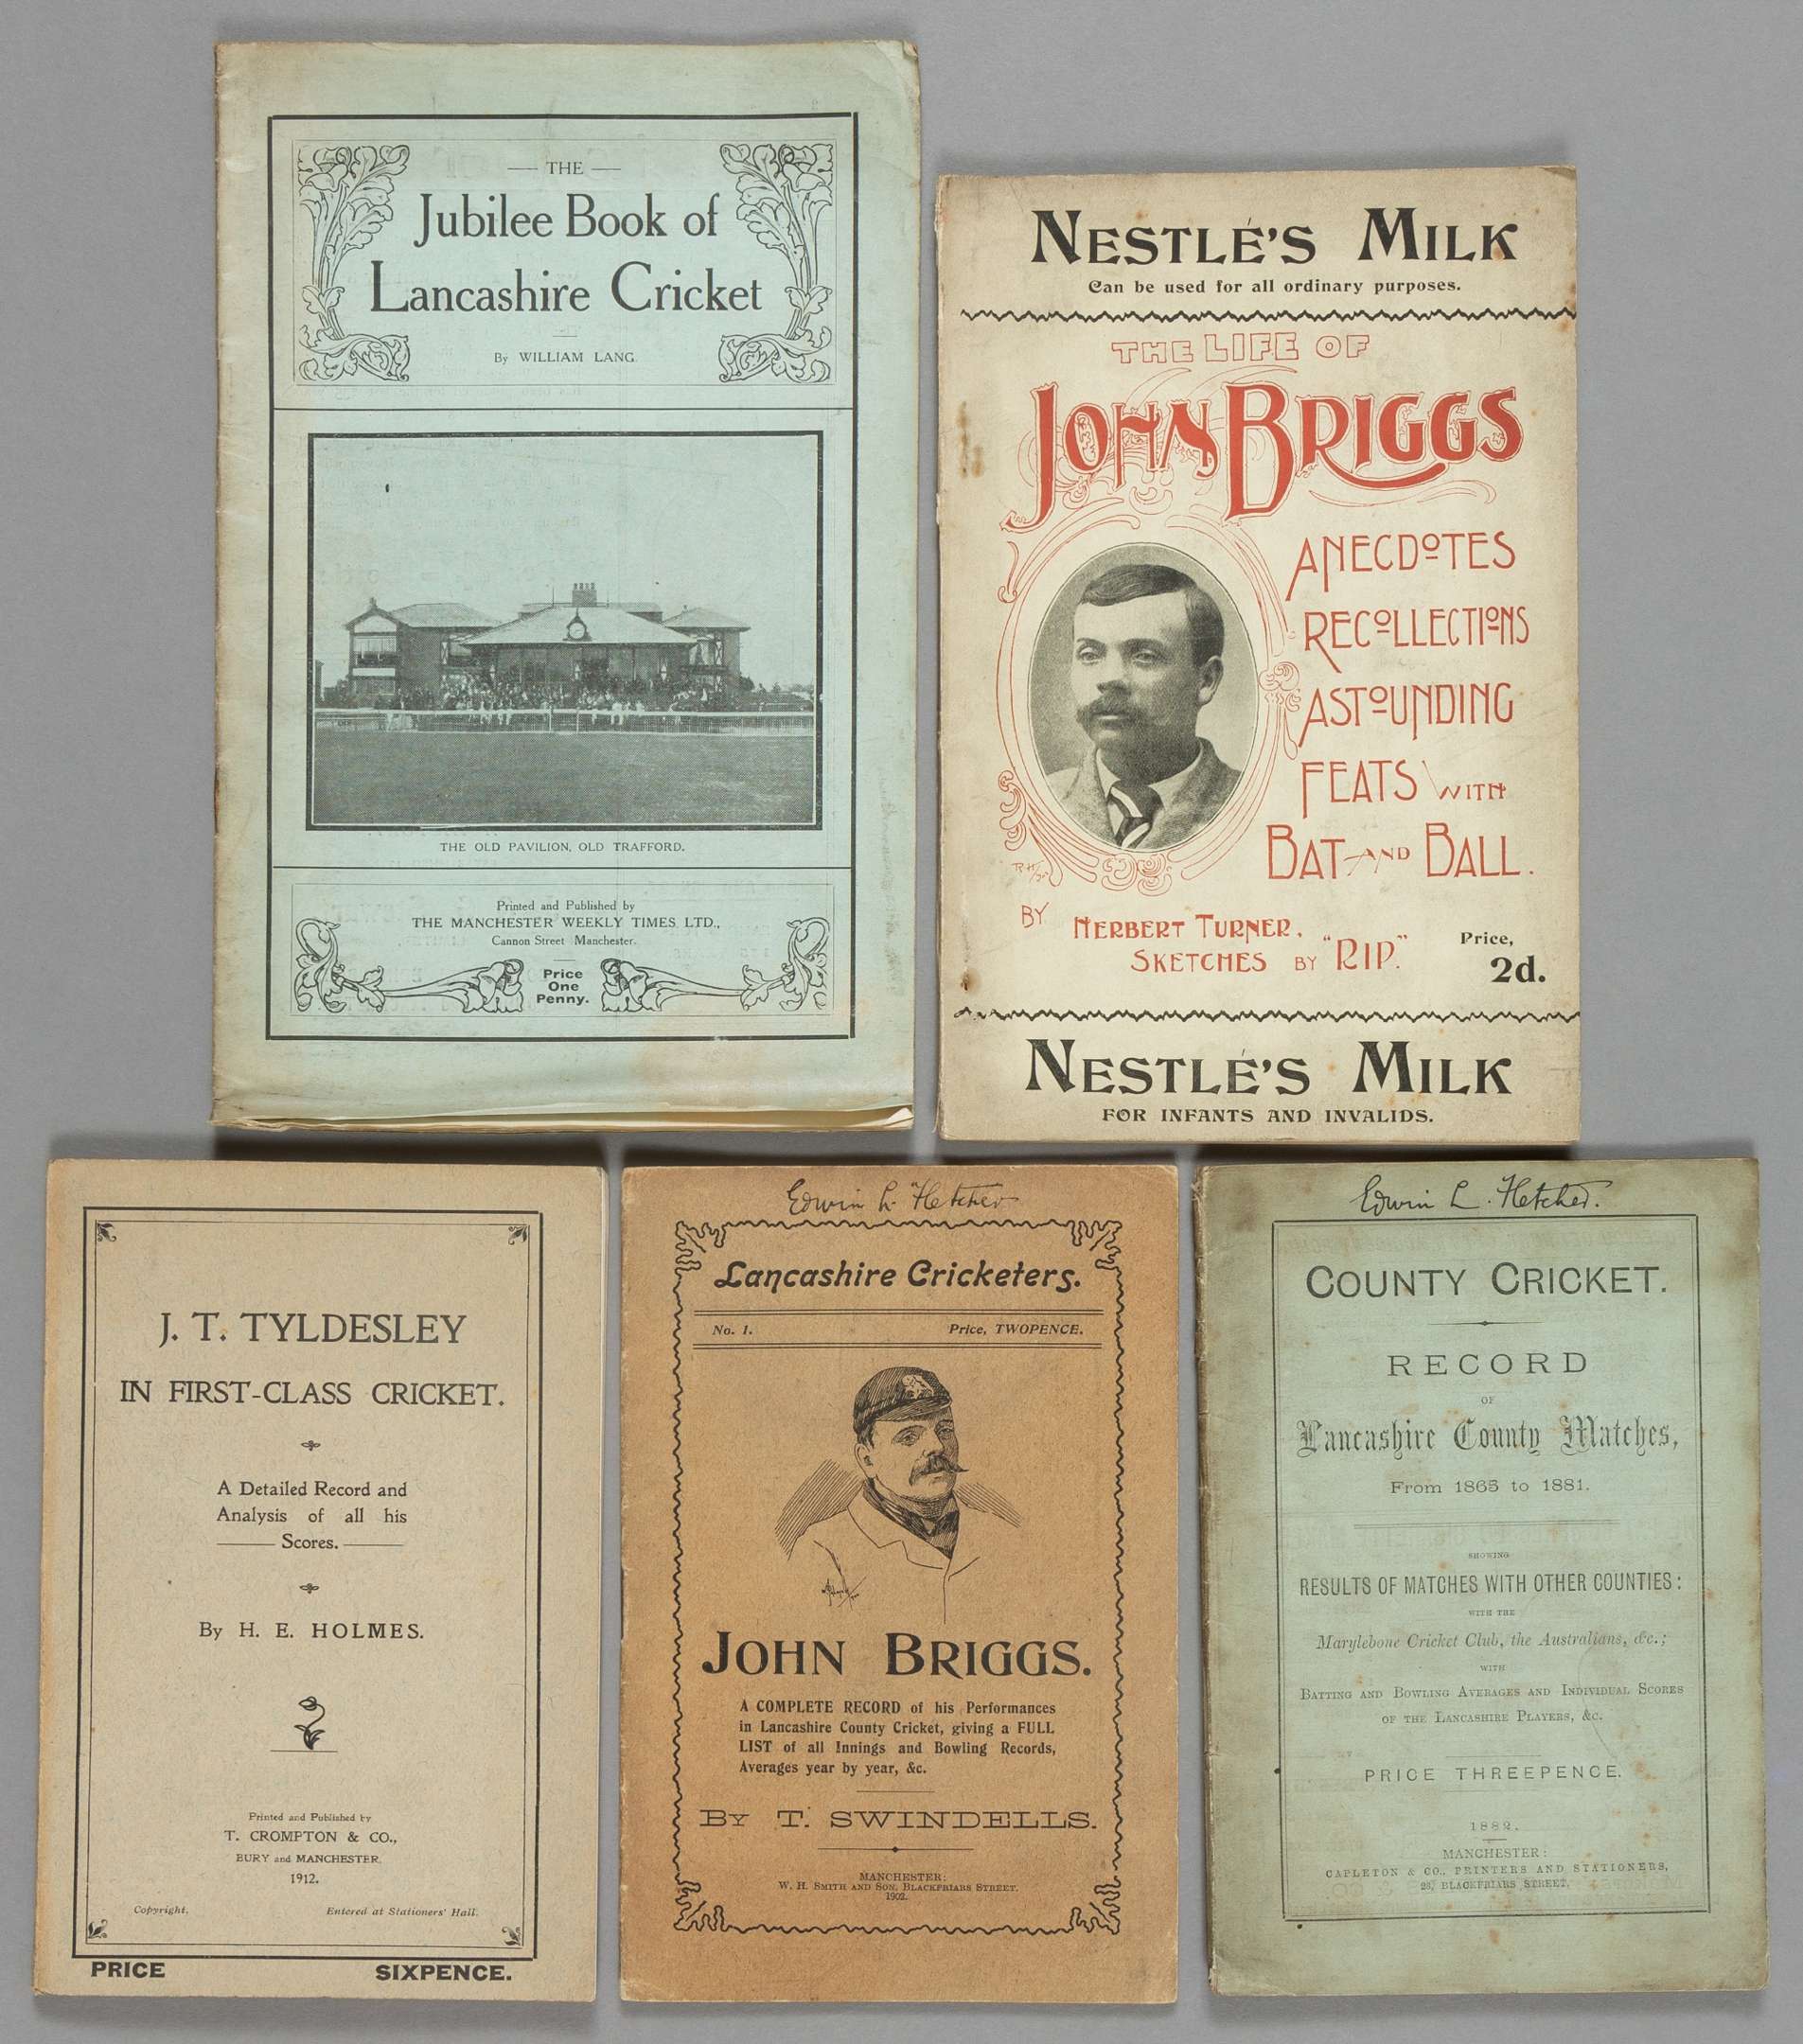 — THE —
Jubilee Book of
Lancashire Cricket
By WILLIAM LANG.
THE OLD PAVILION, OLD TRAFFORD.
Printed and Published by
THE MANCHESTER WEEKLY TIMES LTD.,
Cannon Street Manchester.
Price
One
Penny.
NESTLÉ'S MILK
Can be used for all ordinary purposes.
THE LIFE OF
JOHN BRIGGS
ANECDOTES
RECOLLECTIONS
ASTOUNDING
FEATS WITH
BAT AND BALL.
BY HERBERT TURNER.
SKETCHES BY "RIP."
Price,
2d.
NESTLÉ'S MILK
FOR INFANTS AND INVALIDS.
J. T. TYLDESLEY
IN FIRST-CLASS CRICKET.
A Detailed Record and
Analysis of all his
Scores.
By H. E. HOLMES.
Printed and Published by
T. CROMPTON & CO.,
BURY and MANCHESTER.
1912.
Copyright. Entered at Stationers' Hall.
PRICE SIXPENCE.
Edwin L. Fletcher
Lancashire Cricketers.
No. 1. Price, TWOPENCE.
JOHN BRIGGS.
A COMPLETE RECORD of his Performances
in Lancashire County Cricket, giving a FULL
LIST of all Innings and Bowling Records,
Averages year by year, &c.
BY T. SWINDELLS.
MANCHESTER:
W. H. SMITH AND SON, BLACKFRIARS STREET.
1902.
Edwin L. Fletcher.
COUNTY CRICKET.
RECORD
OF
Lancashire County Matches,
From 1865 to 1881.
SHOWING
RESULTS OF MATCHES WITH OTHER COUNTIES:
WITH THE
Marylebone Cricket Club, the Australians, &c.;
WITH
BATTING AND BOWLING AVERAGES AND INDIVIDUAL SCORES
OF THE LANCASHIRE PLAYERS, &C.
PRICE THREEPENCE.
1882.
MANCHESTER:
CAPLETON & CO., PRINTERS AND STATIONERS,
BLACKFRIARS STREET.